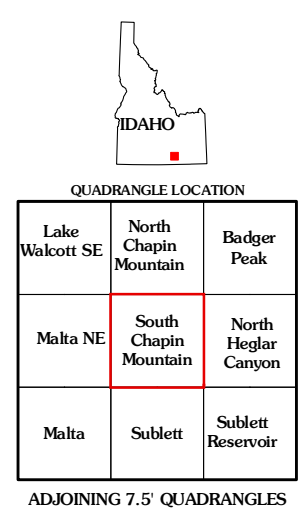 IDAHO
QUADRANGLE LOCATION
Lake
Walcott SE
North
Chapin
Mountain
Badger
Peak
Malta NE
South
Chapin
Mountain
North
Heglar
Canyon
Malta
Sublett
Sublett
Reservoir
ADJOINING 7.5' QUADRANGLES